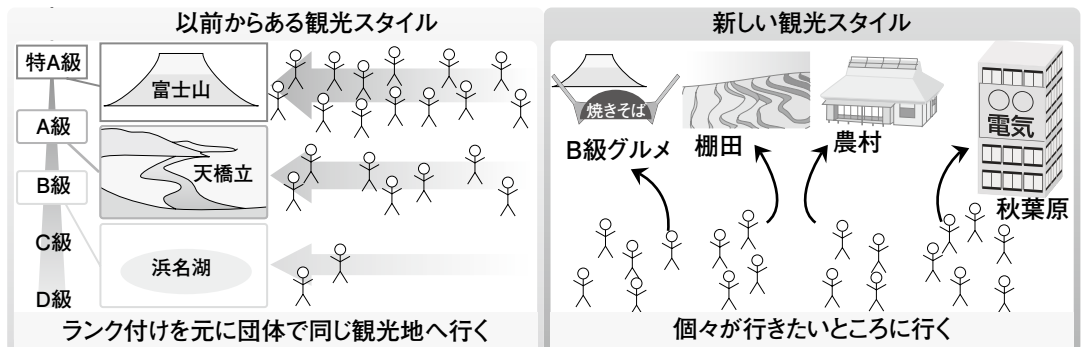 以前からある観光スタイル
特A級
富士山
A級
天橋立
B級
C級
浜名湖
D級
ランク付けを元に団体で同じ観光地へ行く
新しい観光スタイル
焼きそば
B級グルメ
棚田
農村
○○
電気
秋葉原
個々が行きたいところに行く